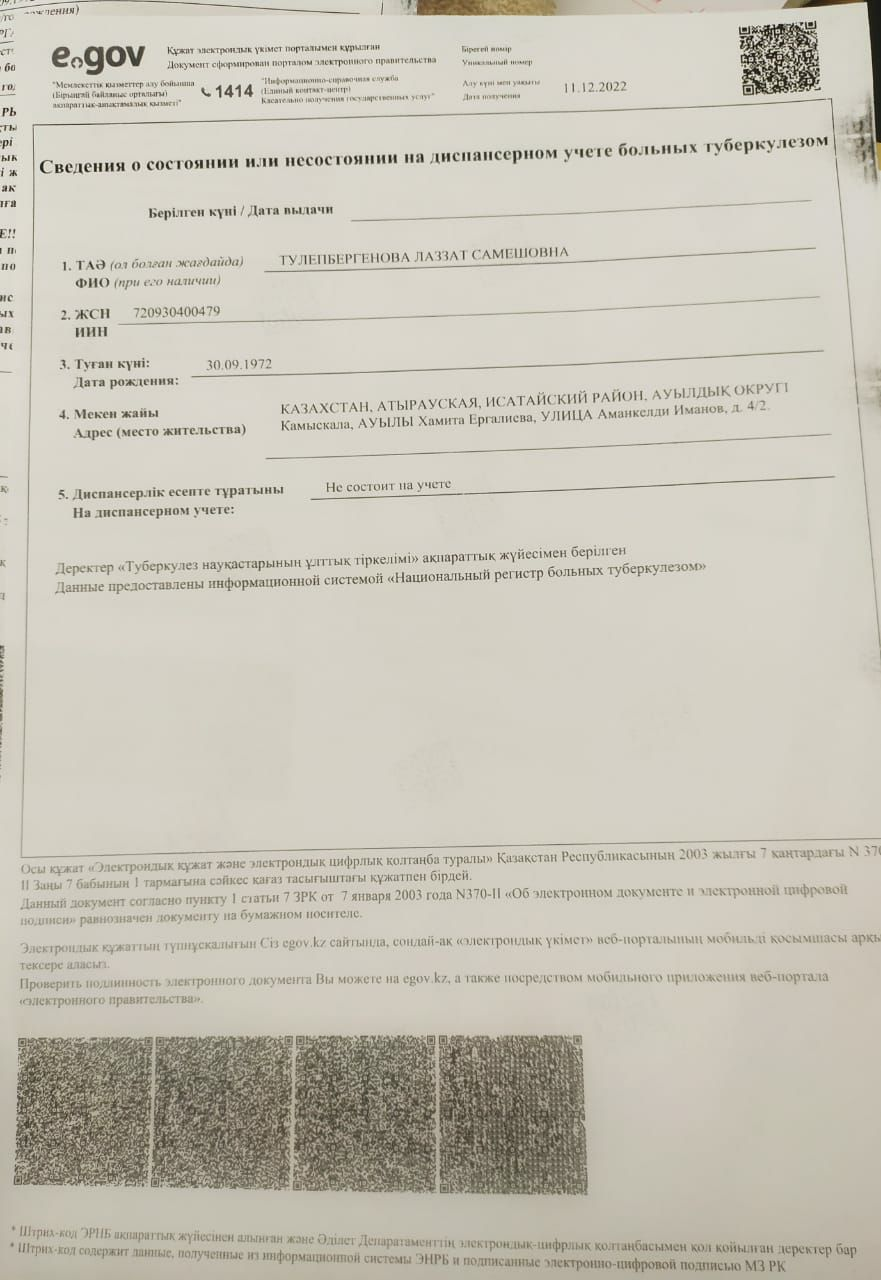 e.gov
Құжат электрондық үкімет порталымен құрылған
Документ сформирован порталом электронного правительства
"Мемлекеттік қызметтер алу бойынша
(Бірыңғай байланыс орталығы)
ақпараттық-анықтамалық қызметі"
1414
"Информационно-справочная служба
(Единый контакт-центр)
Касательно получения государственных услуг"
Бірегей нөмір
Уникальный номер
Алу күні мен уақыты
Дата получения
11.12.2022
Сведения о состоянии или несостоянии на диспансерном учете больных туберкулезом
Берілген күні / Дата выдачи
1. ТАӘ (ол болған жағдайда)
ФИО (при его наличии)
ТУЛЕПБЕРГЕНОВА ЛАЗЗАТ САМЕШОВНА
2. ЖСН
ИИН
720930400479
3. Туған күні:
Дата рождения:
30.09.1972
4. Мекен жайы
Адрес (место жительства)
КАЗАХСТАН, АТЫРАУСКАЯ, ИСАТАЙСКИЙ РАЙОН, АУЫЛДЫҚ ОКРУГІ
Камыскала, АУЫЛЫ Хамита Ергалиева, УЛИЦА Аманкелди Иманов, д. 4/2.
5. Диспансерлік есепте тұратыны
На диспансерном учете:
Не состоит на учете
Деректер «Туберкулез науқастарының ұлттық тіркелімі» ақпараттық жүйесімен берілген
Данные предоставлены информационной системой «Национальный регистр больных туберкулезом»
Осы құжат «Электрондық құжат және электрондық цифрлық қолтаңба туралы» Қазақстан Республикасының 2003 жылғы 7 қаңтардағы N 370
II Заңы 7 бабының 1 тармағына сәйкес қағаз тасығыштағы құжатпен бірдей.
Данный документ согласно пункту 1 статьи 7 ЗРК от 7 января 2003 года N370-II «Об электронном документе и электронной цифровой
подписи» равнозначен документу на бумажном носителе.
Электрондық құжаттың түпнұсқалығын Сіз egov.kz сайтында, сондай-ақ «электрондық үкімет» веб-порталының мобильді қосымшасы арқы
тексере аласыз.
Проверить подлинность электронного документа Вы можете на egov.kz, а также посредством мобильного приложения веб-портала
«электронного правительства».
* Штрих-код ЭРНБ ақпараттық жүйесінен алынған және Әділет Депаратаменттің электрондық-цифрлық қолтаңбасымен қол қойылған деректер бар
* Штрих-код содержит данные, полученные из информационной системы ЭНРБ и подписанные электронно-цифровой подписью МЗ РК